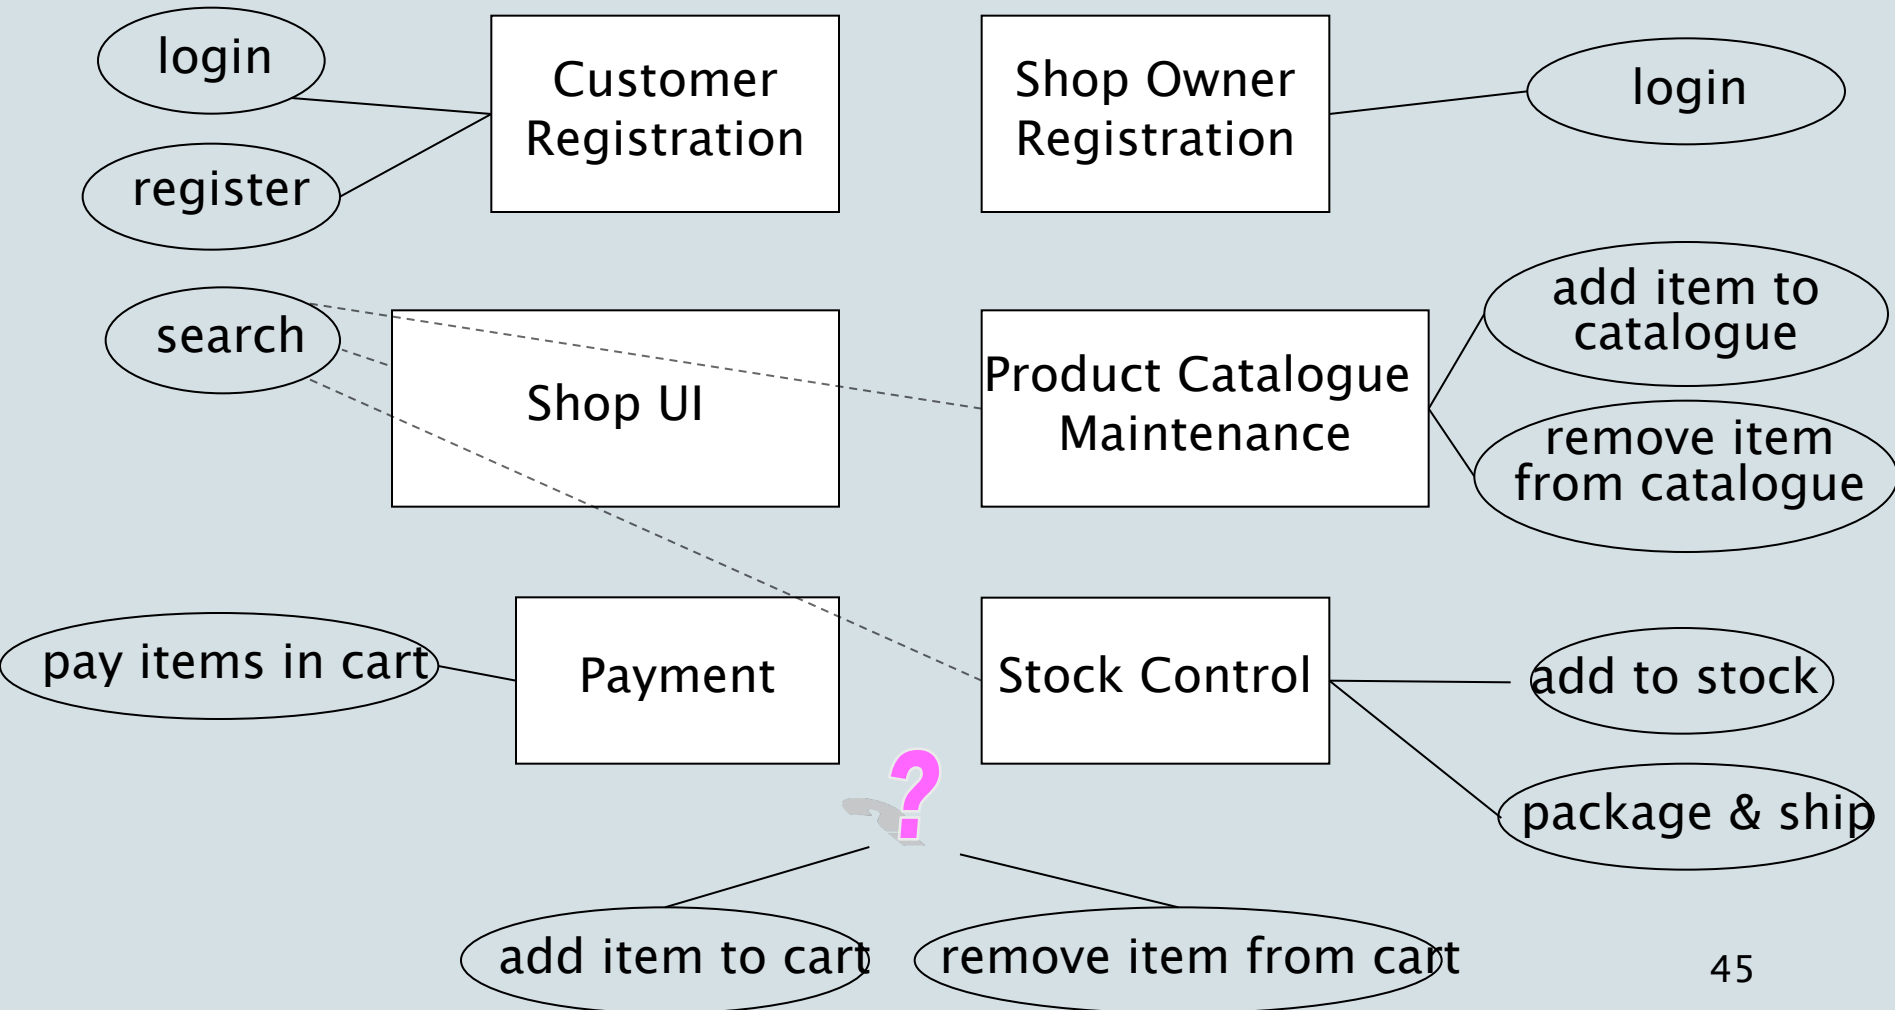 login
Customer
Registration
Shop Owner
Registration
login
register
search
Shop UI
Product Catalogue
Maintenance
add item to
catalogue
remove item
from catalogue
pay items in cart
Payment
Stock Control
add to stock
package & ship
?
add item to cart
remove item from cart
45